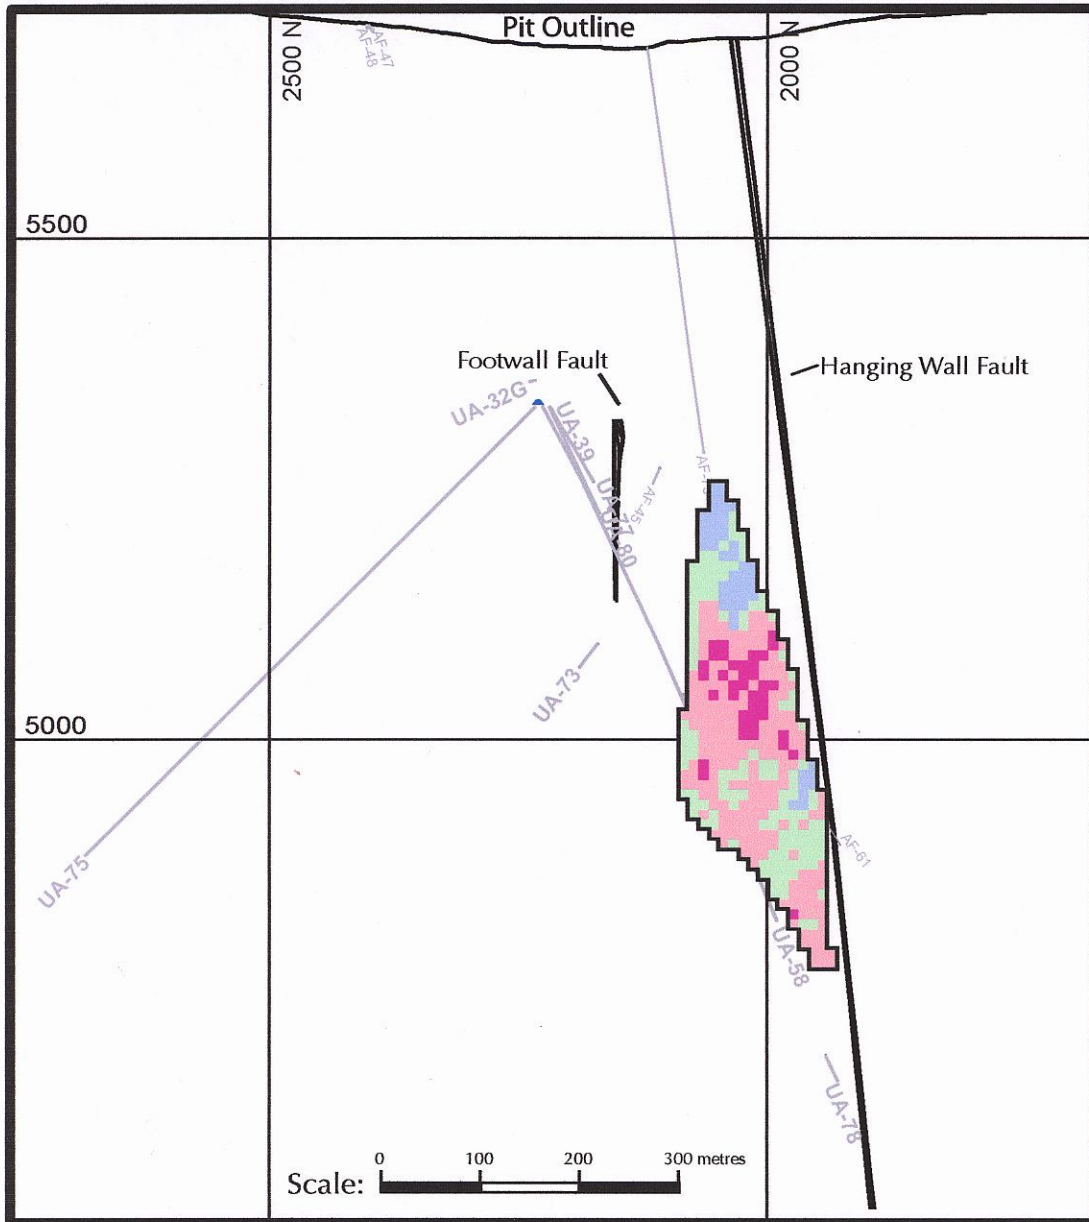 Pit Outline
2500 N
2000 N
AF-47
AF-48
5500
Footwall Fault
Hanging Wall Fault
UA-32G
UA-39
UA-77
UA-80
AF-45
UA-73
5000
UA-75
AF-61
UA-58
UA-78
0 100 200 300 metres
Scale: